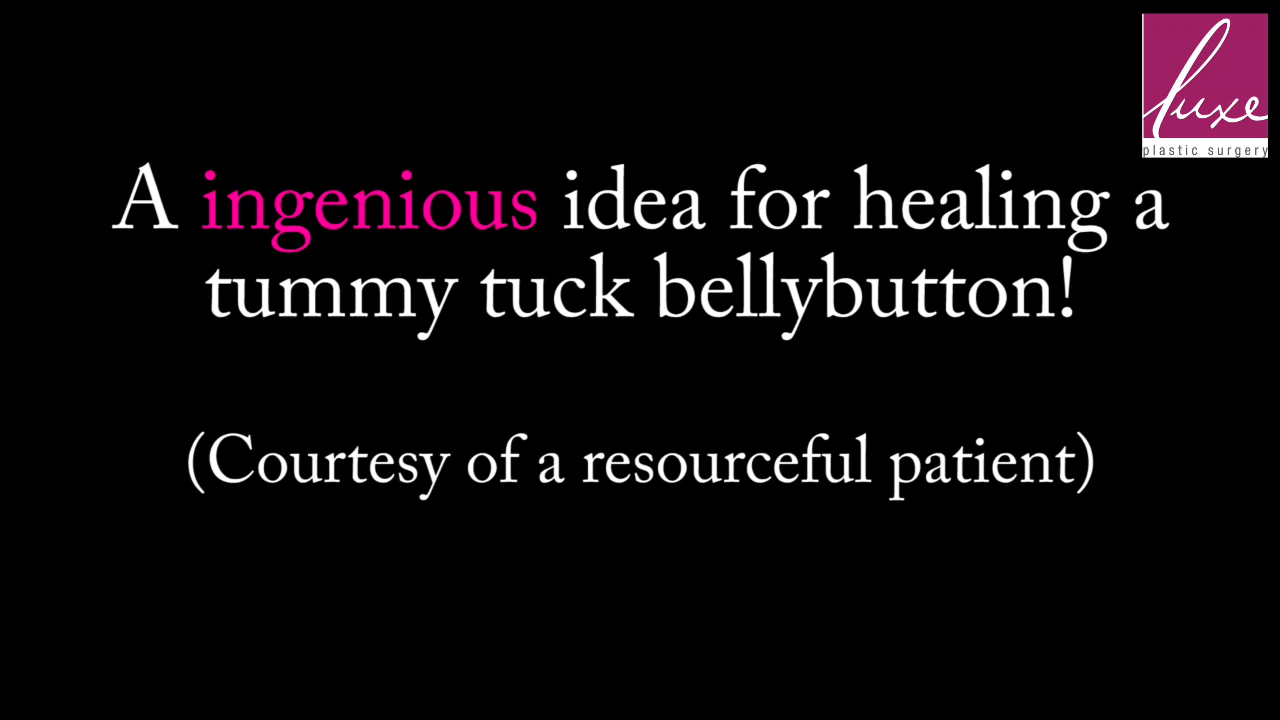 luxe
plastic surgery
A ingenious idea for healing a
tummy tuck bellybutton!
(Courtesy of a resourceful patient)